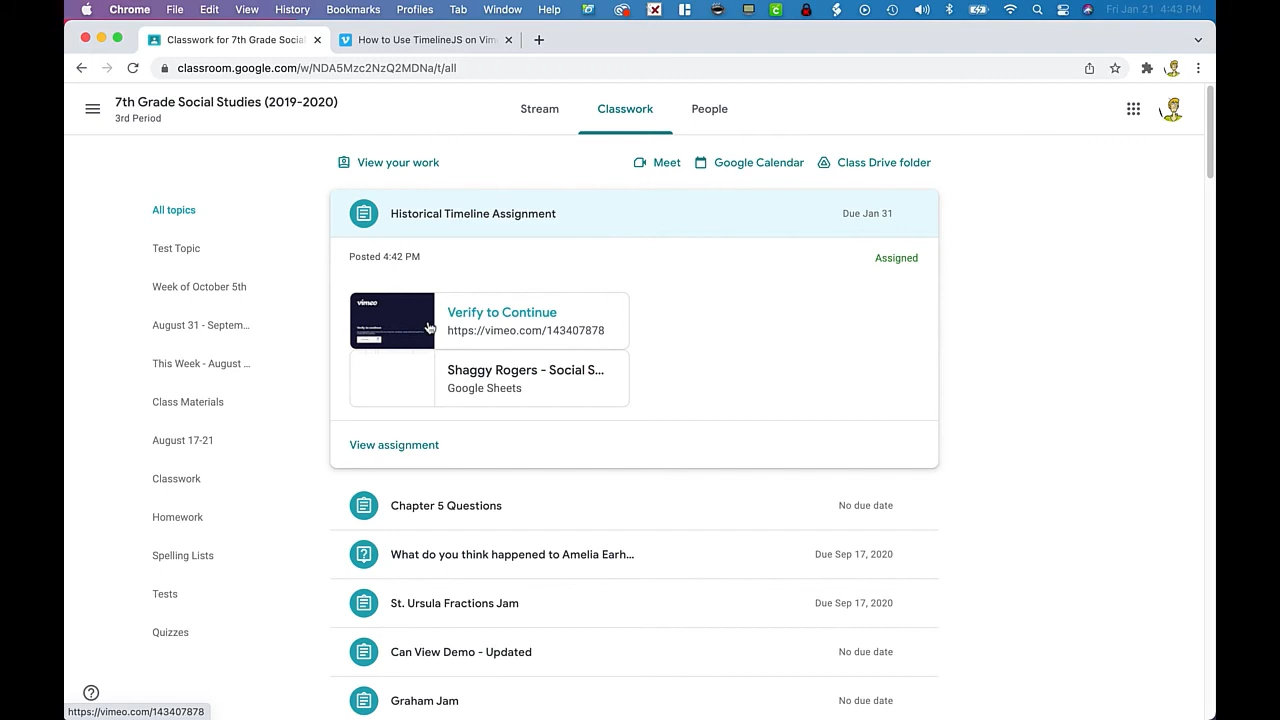 Chrome File Edit View History Bookmarks Profiles Tab Window Help Fri Jan 21 4:43 PM
Classwork for 7th Grade Socia
How to Use TimelineJS on Vim
classroom.google.com/w/NDA5Mzc2NzQ2MDNa/t/all
7th Grade Social Studies (2019-2020)
3rd Period
Stream Classwork People
View your work Meet Google Calendar Class Drive folder
All topics
Test Topic
Week of October 5th
August 31 - Septem...
This Week - August ...
Class Materials
August 17-21
Classwork
Homework
Spelling Lists
Tests
Quizzes
Historical Timeline Assignment Due Jan 31
Posted 4:42 PM Assigned
vimeo
Verify to Continue
https://vimeo.com/143407878
Shaggy Rogers - Social S...
Google Sheets
View assignment
Chapter 5 Questions No due date
What do you think happened to Amelia Earh... Due Sep 17, 2020
St. Ursula Fractions Jam Due Sep 17, 2020
Can View Demo - Updated No due date
Graham Jam No due date
https://vimeo.com/143407878